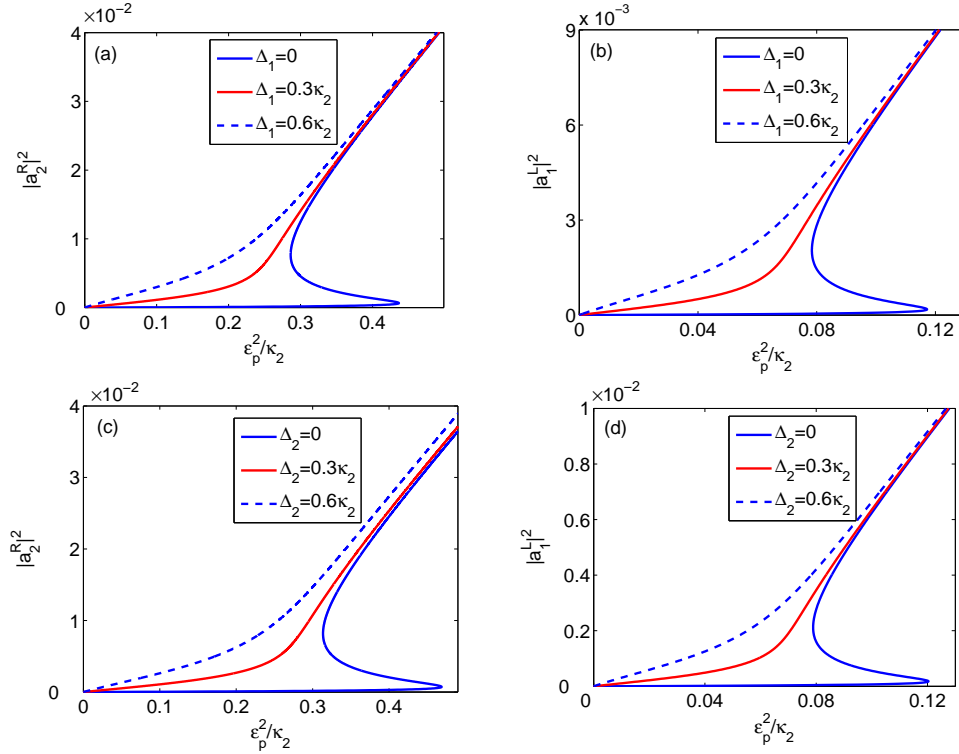 ×10⁻²
4
3
2
1
0
|a₂ᴿ|²
(a)
Δ₁=0
Δ₁=0.3κ₂
Δ₁=0.6κ₂
0 0.1 0.2 0.3 0.4
εₚ²/κ₂
x 10⁻³
9
6
3
0
|a₁ᴸ|²
(b)
Δ₁=0
Δ₁=0.3κ₂
Δ₁=0.6κ₂
0 0.04 0.08 0.12
εₚ²/κ₂
×10⁻²
4
3
2
1
0
|a₂ᴿ|²
(c)
Δ₂=0
Δ₂=0.3κ₂
Δ₂=0.6κ₂
0 0.1 0.2 0.3 0.4
εₚ²/κ₂
×10⁻²
1
0.8
0.6
0.4
0.2
0
|a₁ᴸ|²
(d)
Δ₂=0
Δ₂=0.3κ₂
Δ₂=0.6κ₂
0 0.04 0.08 0.12
εₚ²/κ₂